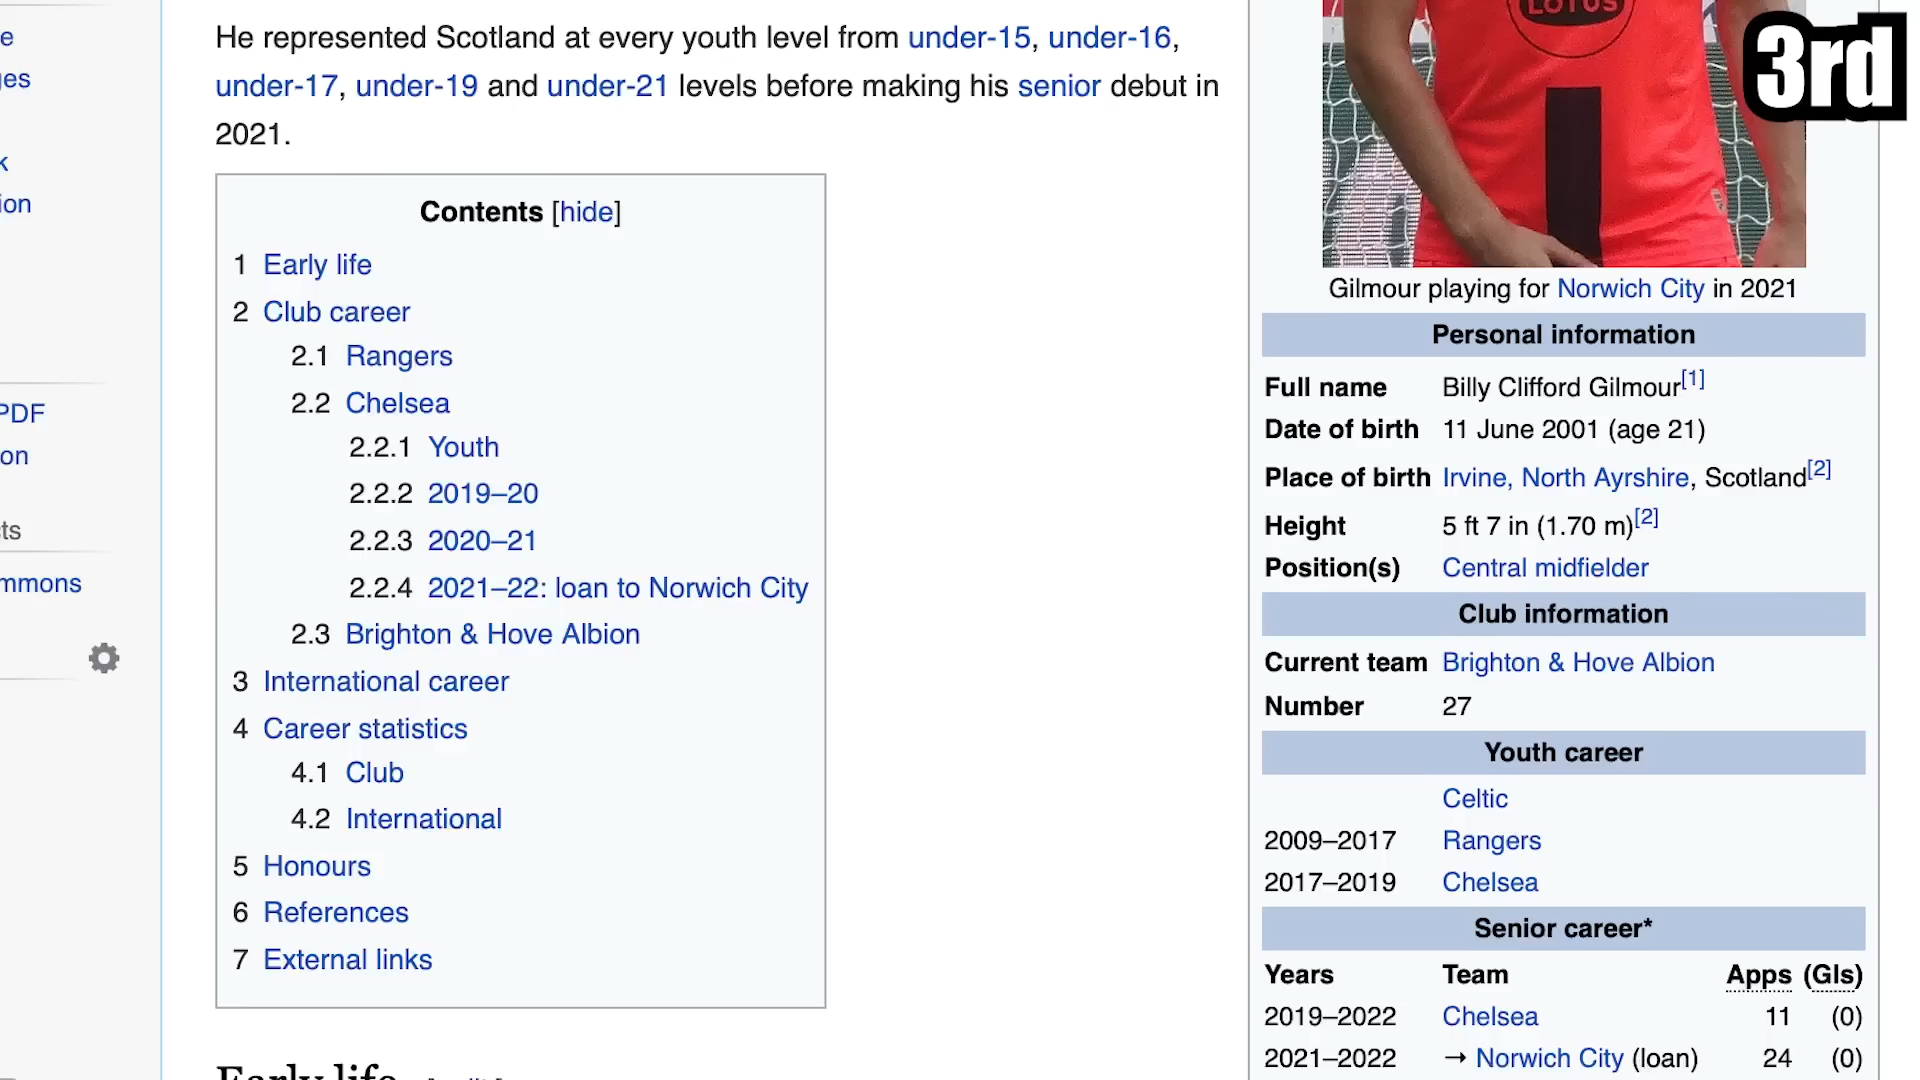 e
ges
k
ion
PDF
on
ts
mmons
He represented Scotland at every youth level from under-15, under-16,
under-17, under-19 and under-21 levels before making his senior debut in
2021.
Contents [hide]
1 Early life
2 Club career
2.1 Rangers
2.2 Chelsea
2.2.1 Youth
2.2.2 2019–20
2.2.3 2020–21
2.2.4 2021–22: loan to Norwich City
2.3 Brighton & Hove Albion
3 International career
4 Career statistics
4.1 Club
4.2 International
5 Honours
6 References
7 External links
Early life
LOTUS
3rd
Gilmour playing for Norwich City in 2021
Personal information
Full name Billy Clifford Gilmour[1]
Date of birth 11 June 2001 (age 21)
Place of birth Irvine, North Ayrshire, Scotland[2]
Height 5 ft 7 in (1.70 m)[2]
Position(s) Central midfielder
Club information
Current team Brighton & Hove Albion
Number 27
Youth career
Celtic
2009–2017 Rangers
2017–2019 Chelsea
Senior career*
Years Team Apps (Gls)
2019–2022 Chelsea 11 (0)
2021–2022 → Norwich City (loan) 24 (0)